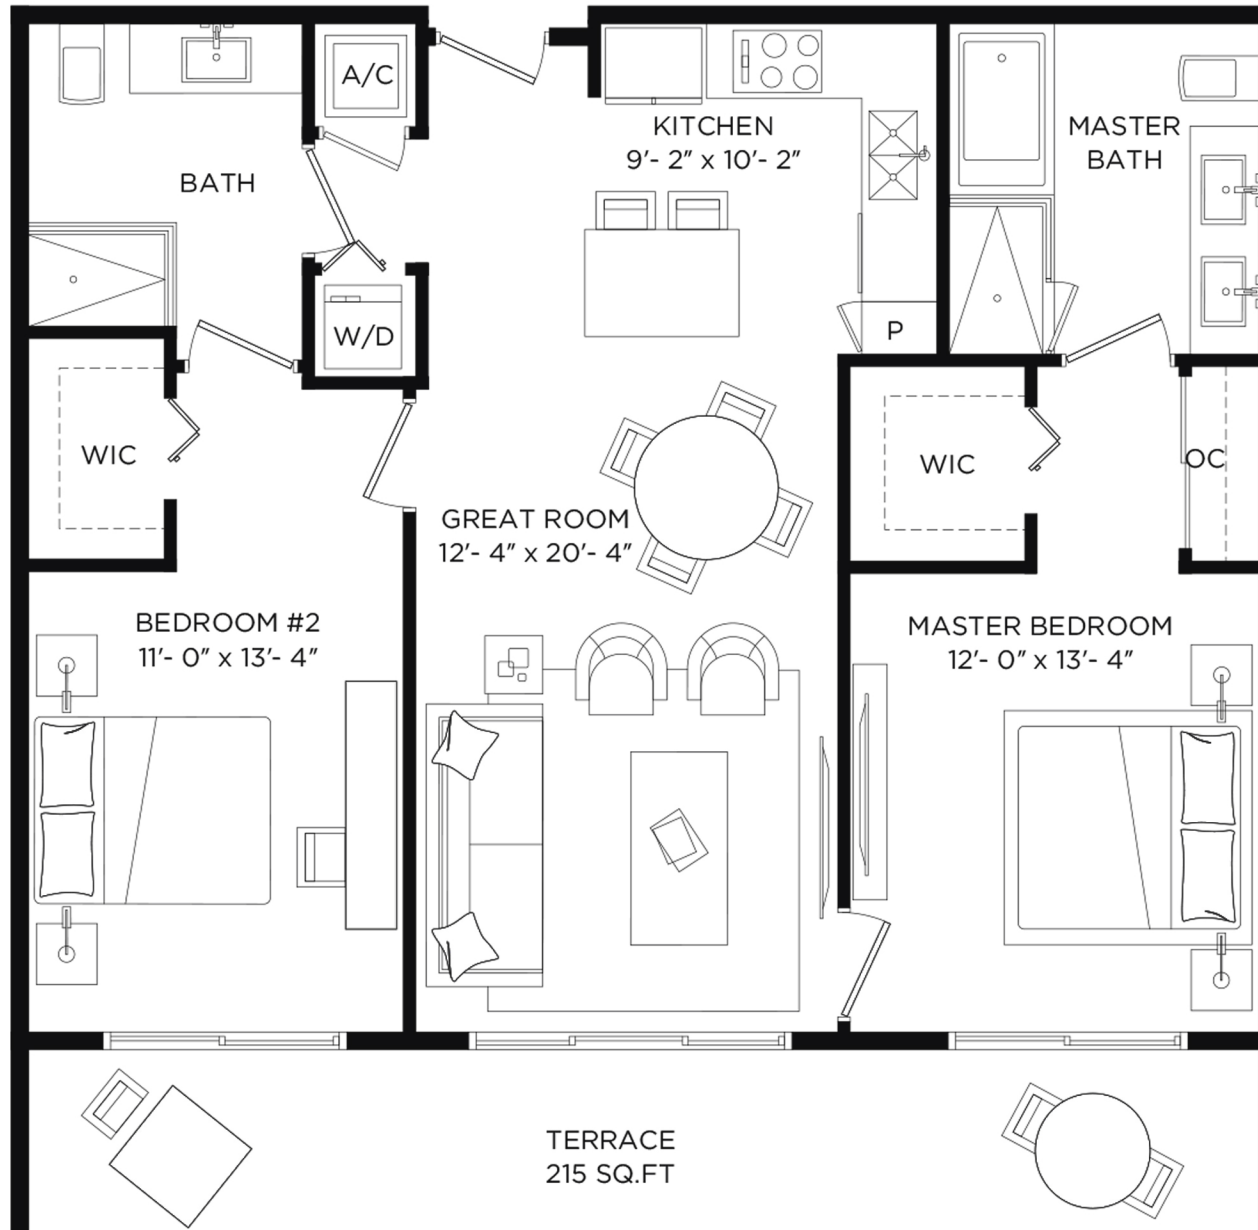 A/C
KITCHEN
9'- 2" x 10'- 2"
MASTER
BATH
BATH
W/D
P
WIC
WIC
OC
GREAT ROOM
12'- 4" x 20'- 4"
BEDROOM #2
11'- 0" x 13'- 4"
MASTER BEDROOM
12'- 0" x 13'- 4"
TERRACE
215 SQ.FT